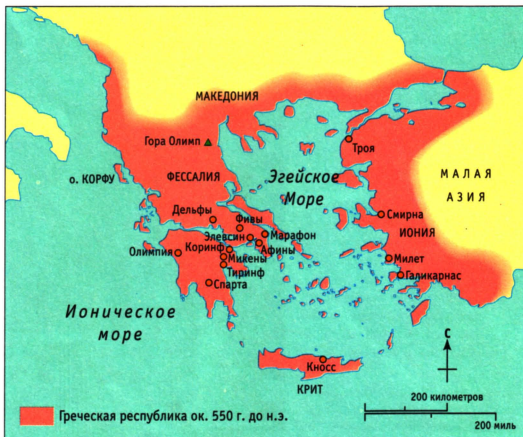 МАКЕДОНИЯ
Гора Олимп
Троя
о. КОРФУ
ФЕССАЛИЯ
Эгейское
Море
МАЛАЯ
АЗИЯ
Дельфы
Фивы
Смирна
Элевсин
Марафон
ИОНИЯ
Олимпия
Коринф
Афины
Микены
Милет
Тиринф
Галикарнас
Спарта
Ионическое
море
С
Кносс
КРИТ
200 километров
200 миль
Греческая республика ок. 550 г. до н.э.